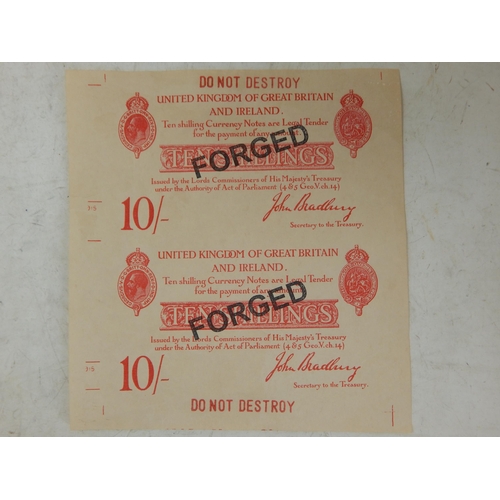 DO NOT DESTROY
UNITED KINGDOM OF GREAT BRITAIN
AND IRELAND.
Ten shilling Currency Notes are Legal Tender
for the payment of any
FORGED
TEN SHILLINGS
Issued by the Lords Commissioners of His Majesty's Treasury
under the Authority of Act of Parliament (4 & 5 Geo.V. ch.14)
10/-
John Bradbury
Secretary to the Treasury.
UNITED KINGDOM OF GREAT BRITAIN
AND IRELAND.
Ten shilling Currency Notes are Legal Tender
for the payment of any
FORGED
TEN SHILLINGS
Issued by the Lords Commissioners of His Majesty's Treasury
under the Authority of Act of Parliament (4 & 5 Geo.V. ch.14)
10/-
John Bradbury
Secretary to the Treasury.
DO NOT DESTROY